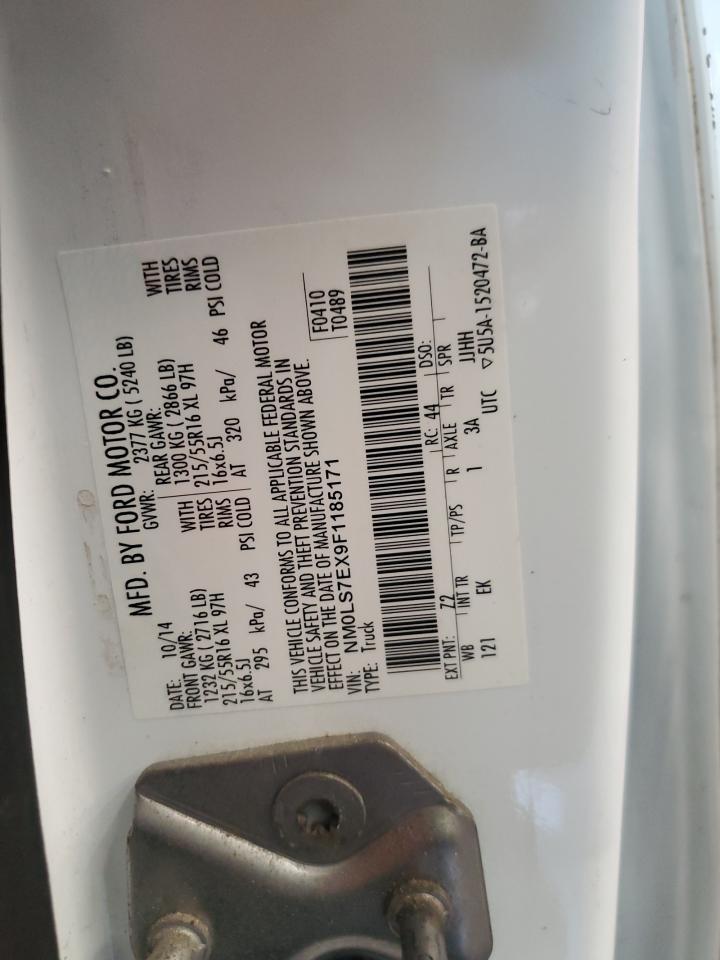 MFD. BY FORD MOTOR CO.
DATE: 10/14 GVWR: 2377 KG ( 5240 LB)
FRONT GAWR: REAR GAWR:
1232 KG ( 2716 LB) WITH 1300 KG ( 2866 LB) WITH
215/55R16 XL 97H TIRES 215/55R16 XL 97H TIRES
16x6.5J RIMS 16x6.5J RIMS
AT 295 kPa/ 43 PSI COLD AT 320 kPa/ 46 PSI COLD
THIS VEHICLE CONFORMS TO ALL APPLICABLE FEDERAL MOTOR
VEHICLE SAFETY AND THEFT PREVENTION STANDARDS IN
EFFECT ON THE DATE OF MANUFACTURE SHOWN ABOVE.
VIN: NM0LS7EX9F1185171 F0410
TYPE: Truck T0489
EXT PNT: Z2 RC: 44 DSO:
WB INT TR TP/PS R AXLE TR SPR
121 EK 1 3A JJHH
UTC ▽5U5A-1520472-BA